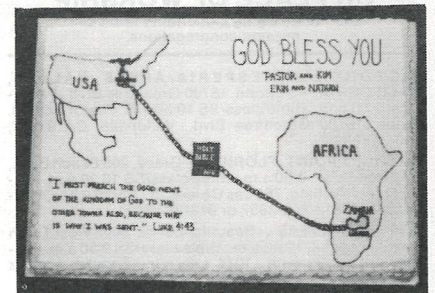 GOD BLESS YOU
PASTOR AND KIM
ERIN AND NATHAN
USA
HOLY
BIBLE
AFRICA
ZAMBIA
"I MUST PREACH THE GOOD NEWS
OF THE KINGDOM OF GOD TO THE
OTHER TOWNS ALSO, BECAUSE THAT
IS WHY I WAS SENT." LUKE 4:43